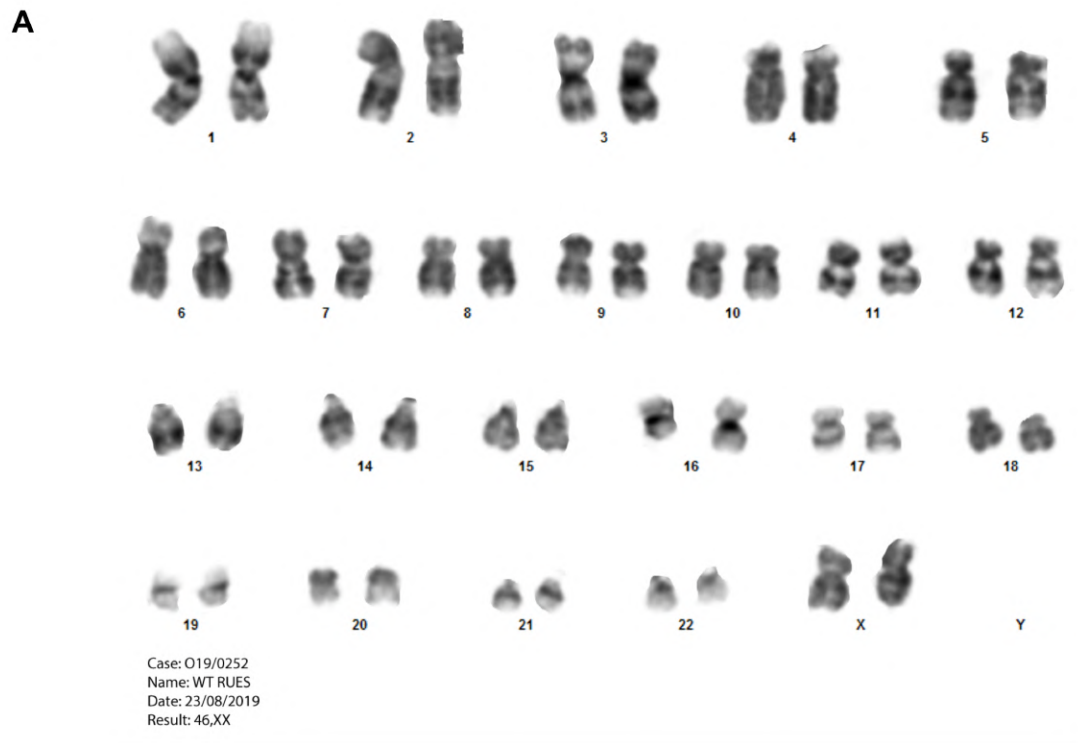 A
1 2 3 4 5
6 7 8 9 10 11 12
13 14 15 16 17 18
19 20 21 22 X Y
Case: O19/0252
Name: WT RUES
Date: 23/08/2019
Result: 46,XX